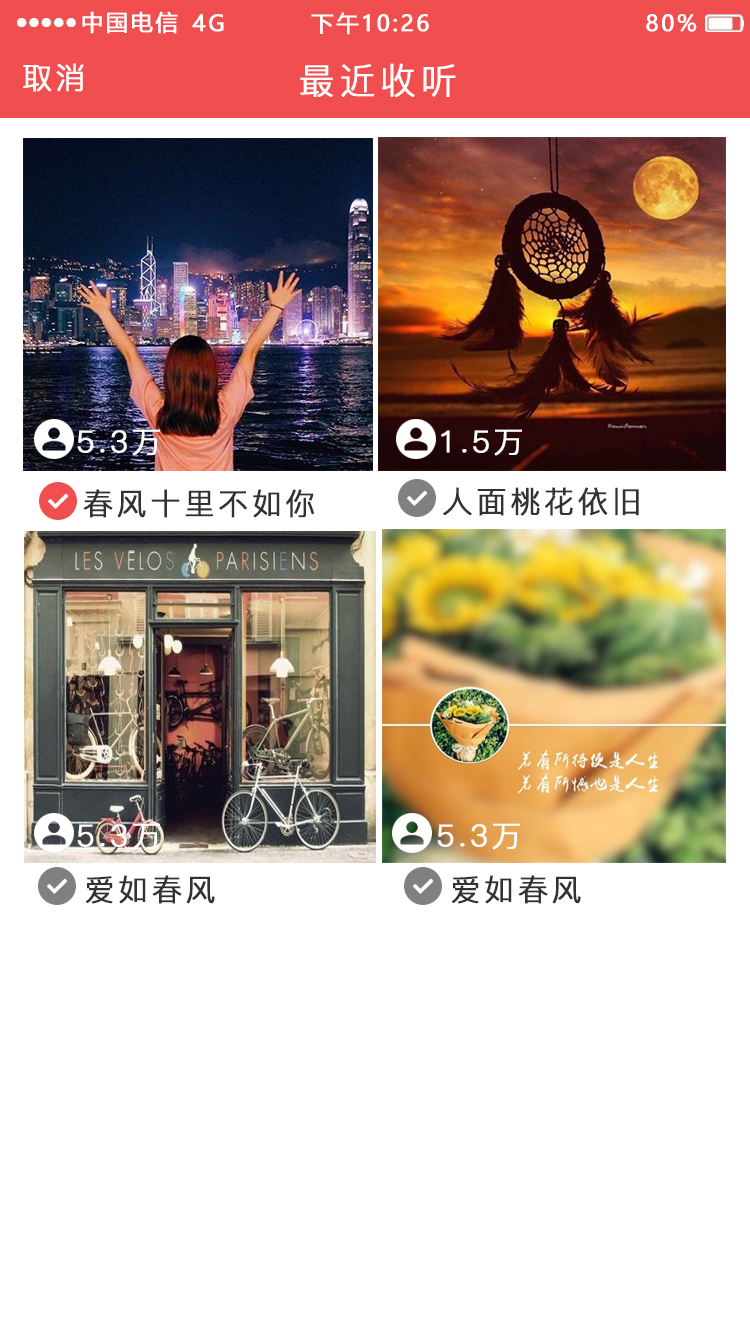 中国电信 4G 下午10:26 80%
取消 最近收听
5.3万 1.5万
春风十里不如你 人面桃花依旧
LES VĒLOS PARISIENS
若有所待便是人生
若有所憾也是人生
5.3万 5.3万
爱如春风 爱如春风